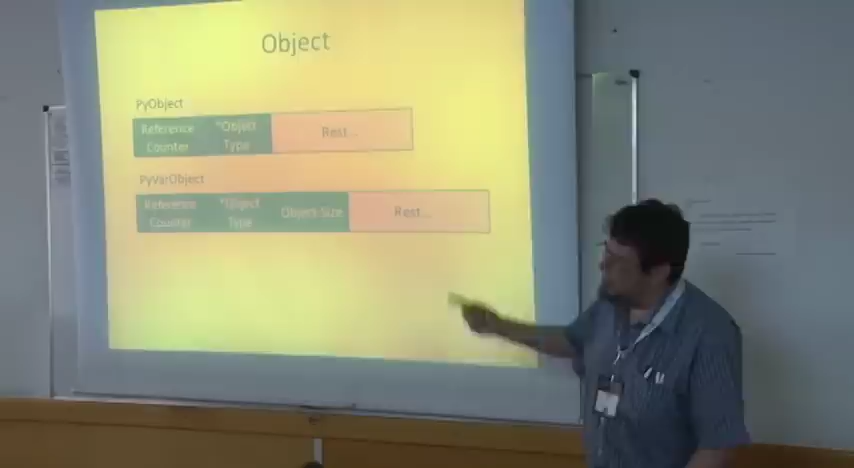 Object
PyObject
Reference
Counter
*Object
Type
Rest...
PyVarObject
Reference
Counter
*Object
Type
Object Size
Rest...